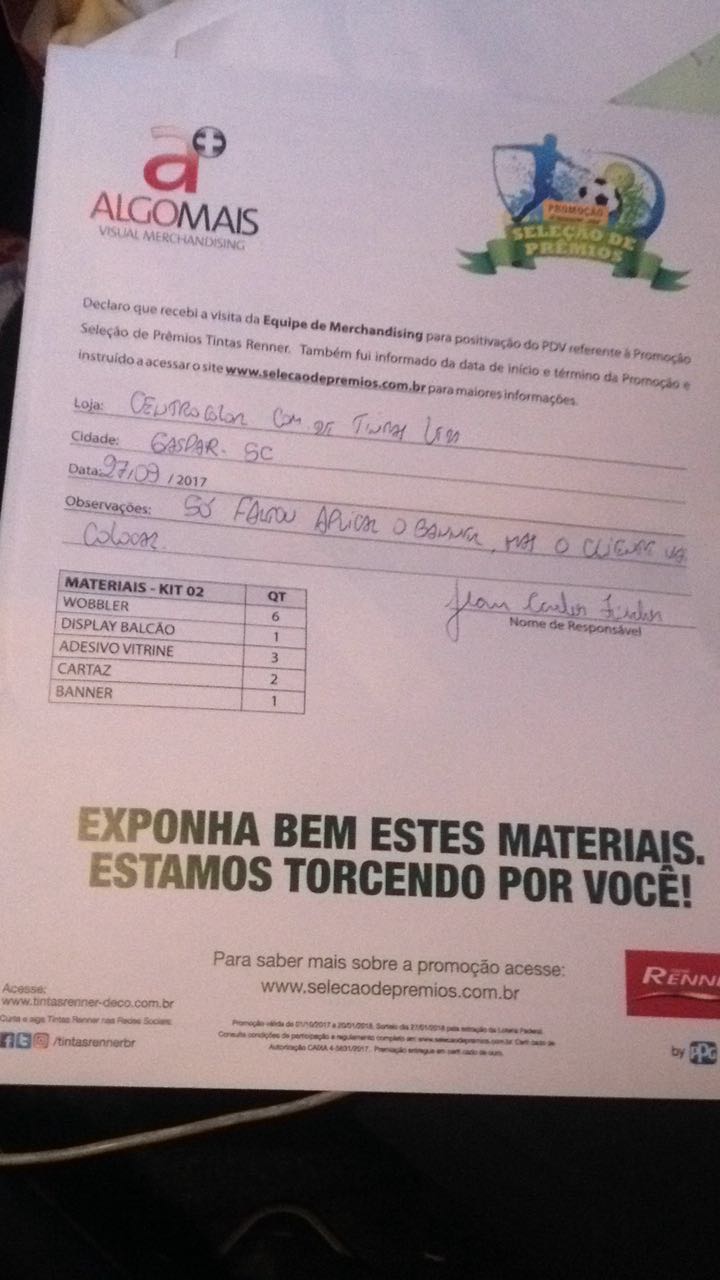 a+
ALGOMAIS
VISUAL MERCHANDISING
PROMOÇÃO
SELEÇÃO DE
PRÊMIOS
Declaro que recebi a visita da Equipe de Merchandising para positivação do PDV referente à Promoção
Seleção de Prêmios Tintas Renner. Também fui informado da data de início e término da Promoção e
instruído a acessar o site www.selecaodepremios.com.br para maiores informações.
Loja: CENTROCOLOR COM DE TINTAS LTDA
Cidade: GASPAR - SC
Data: 27/09 / 2017
Observações: SÓ FALTOU APLICAR O BANNER, MAS O CLIENTE VA
COLOCAR.
MATERIAIS - KIT 02 QT
WOBBLER 6
DISPLAY BALCÃO 1
ADESIVO VITRINE 3
CARTAZ 2
BANNER 1
Jean Carlos
Nome de Responsável
EXPONHA BEM ESTES MATERIAIS.
ESTAMOS TORCENDO POR VOCÊ!
Para saber mais sobre a promoção acesse:
www.selecaodepremios.com.br
RENN
Acesse:
www.tintasrenner-deco.com.br
Curta e siga Tintas Renner nas Redes Sociais:
/tintasrennerbr
Promoção válida de 01/10/2017 a 20/01/2018. Sorteio dia 27/01/2018 pela extração da Loteria Federal.
Consulte condições de participação e regulamento completo em: www.selecaodepremios.com.br. Certificado de
Autorização CAIXA 4-5631/2017. Premiação entregue em certificado de ouro.
by PPG